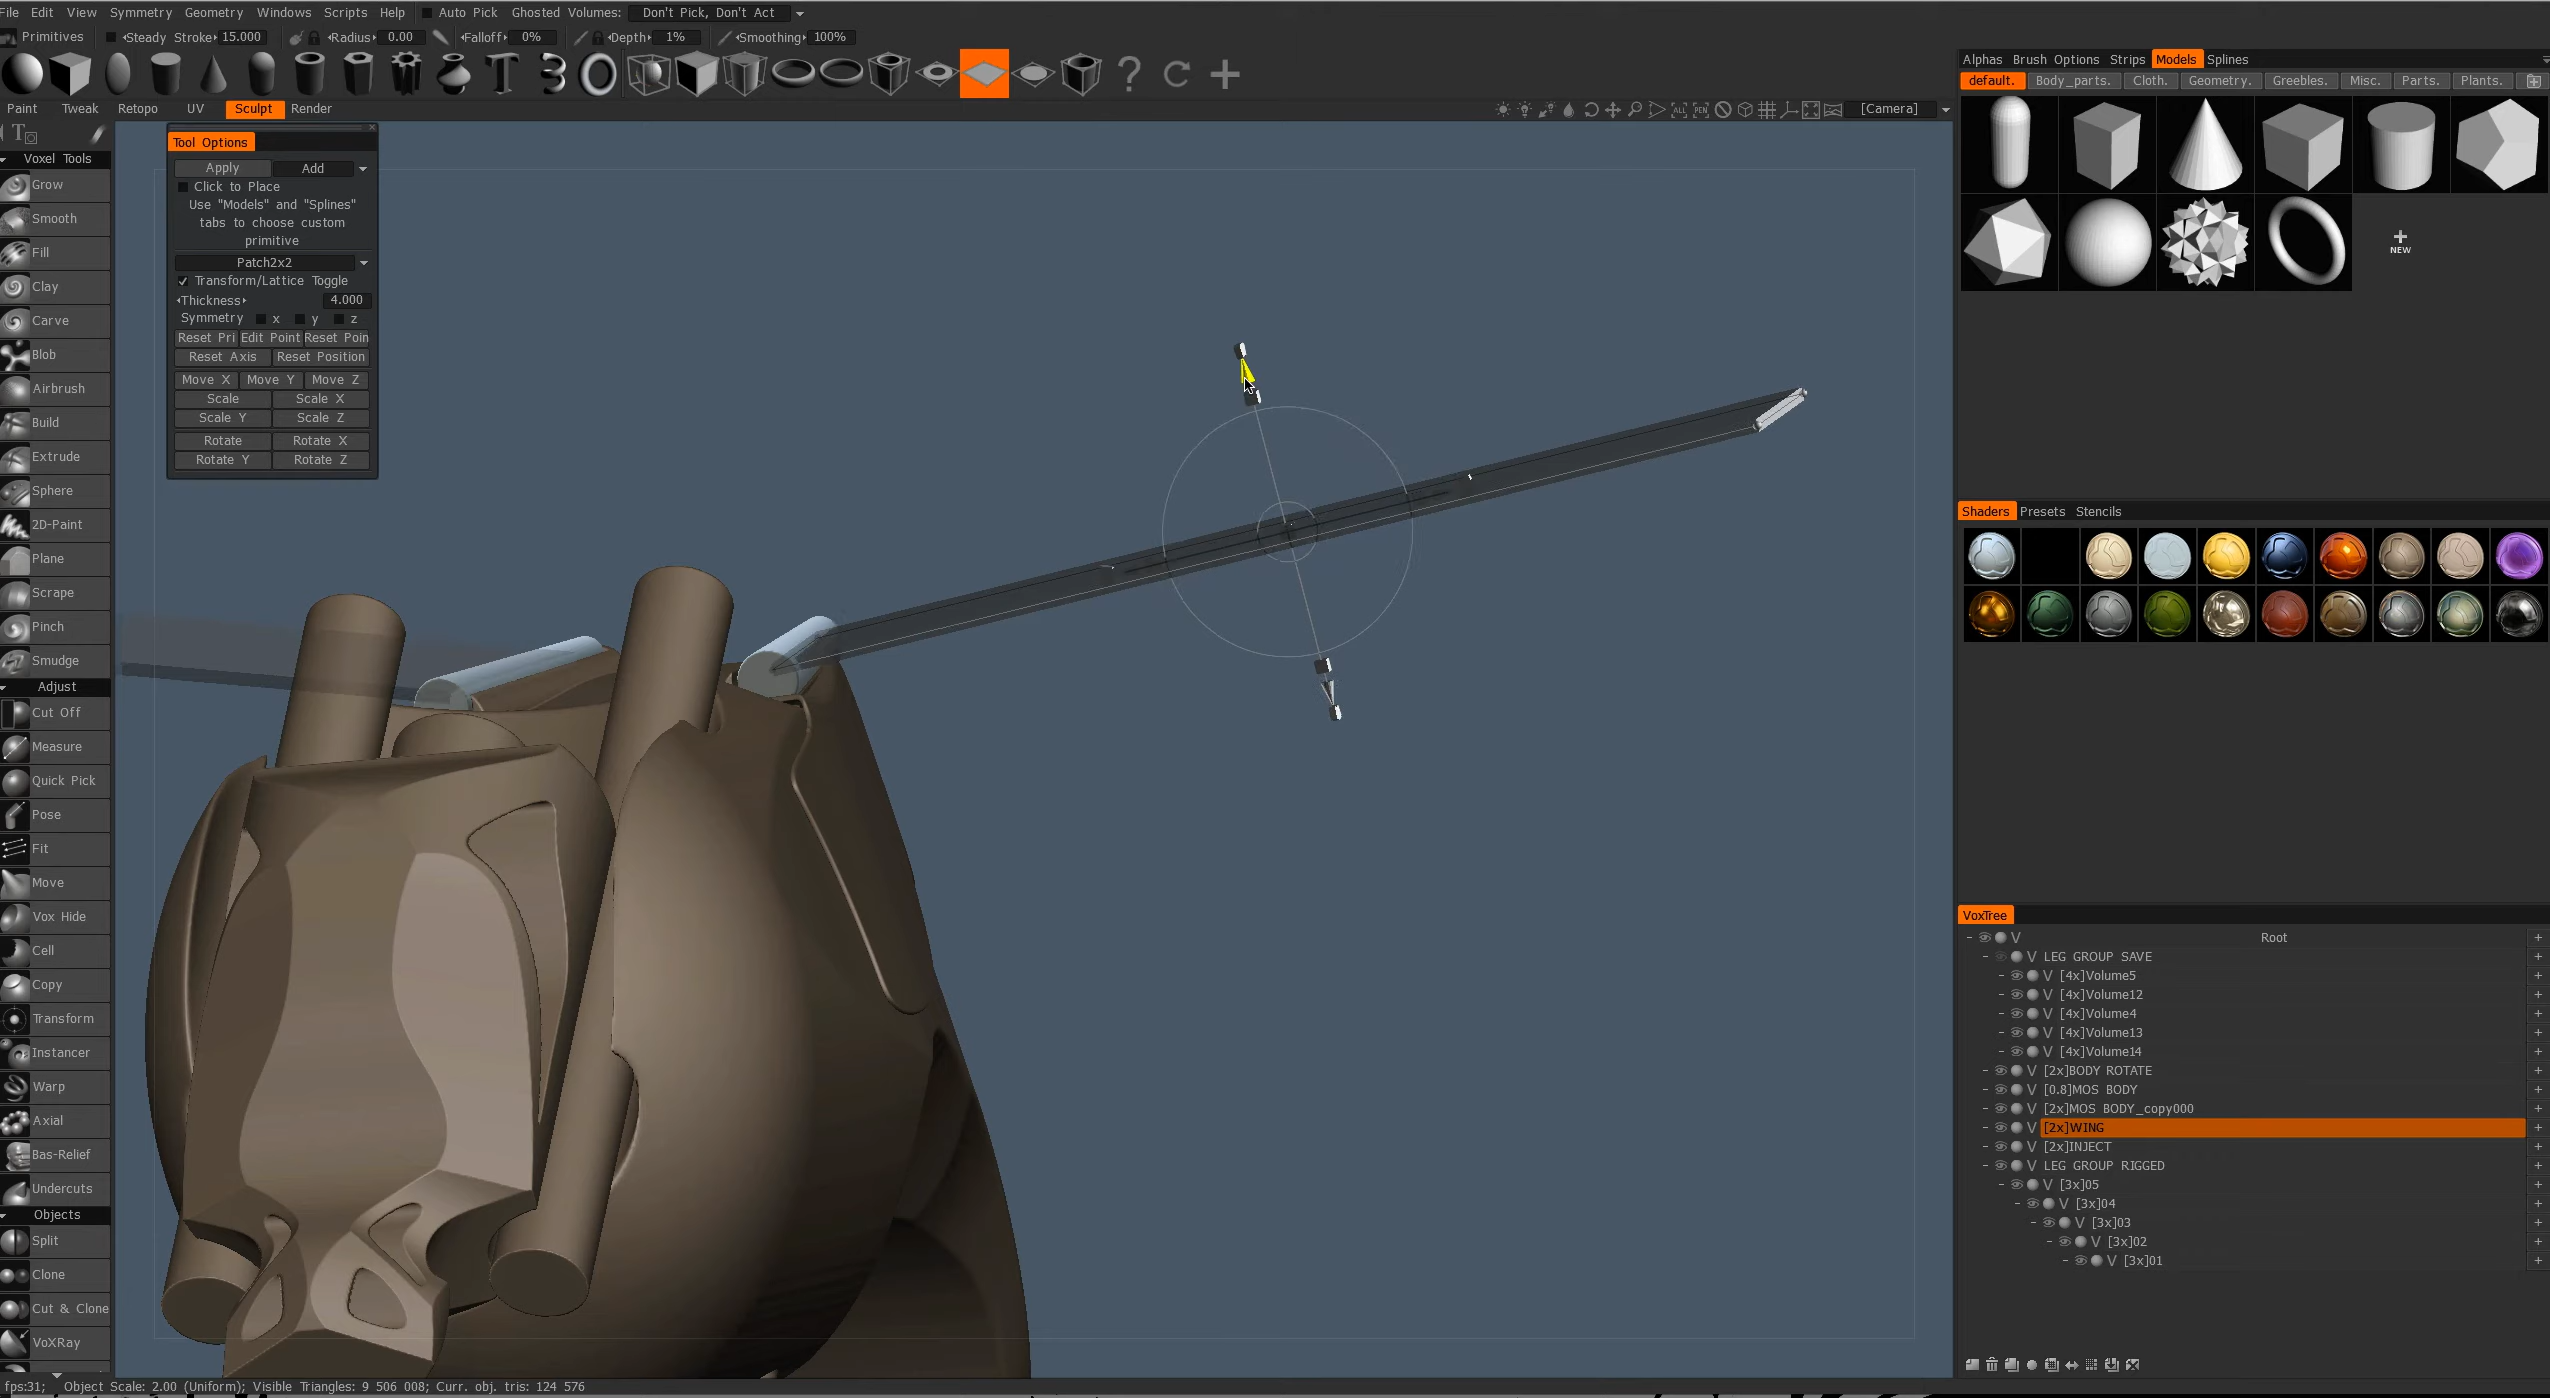 File Edit View Symmetry Geometry Windows Scripts Help Auto Pick Ghosted Volumes: Don't Pick, Don't Act
Primitives Steady Stroke 15.000 Radius 0.00 Falloff 0% Depth 1% Smoothing 100%
Paint Tweak Retopo UV Sculpt Render [Camera]
Voxel Tools
Grow
Smooth
Fill
Clay
Carve
Blob
Airbrush
Build
Extrude
Sphere
2D-Paint
Plane
Scrape
Pinch
Smudge
Adjust
Cut Off
Measure
Quick Pick
Pose
Fit
Move
Vox Hide
Cell
Copy
Transform
Instancer
Warp
Axial
Bas-Relief
Undercuts
Objects
Split
Clone
Cut & Clone
VoXRay
Tool Options
Apply Add
Click to Place
Use "Models" and "Splines"
tabs to choose custom
primitive
Patch2x2
Transform/Lattice Toggle
Thickness 4.000
Symmetry x y z
Reset Pri Edit Point Reset Poin
Reset Axis Reset Position
Move X Move Y Move Z
Scale Scale X
Scale Y Scale Z
Rotate Rotate X
Rotate Y Rotate Z
Alphas Brush Options Strips Models Splines
default. Body_parts. Cloth. Geometry. Greebles. Misc. Parts. Plants.
NEW
Shaders Presets Stencils
VoxTree
V Root
V LEG GROUP SAVE
V [4x]Volume5
V [4x]Volume12
V [4x]Volume4
V [4x]Volume13
V [4x]Volume14
V [2x]BODY ROTATE
V [0.8]MOS BODY
V [2x]MOS BODY_copy000
V [2x]WING
V [2x]INJECT
V LEG GROUP RIGGED
V [3x]05
V [3x]04
V [3x]03
V [3x]02
V [3x]01
fps:31; Object Scale: 2.00 (Uniform); Visible Triangles: 9 506 008; Curr. obj. tris: 124 576